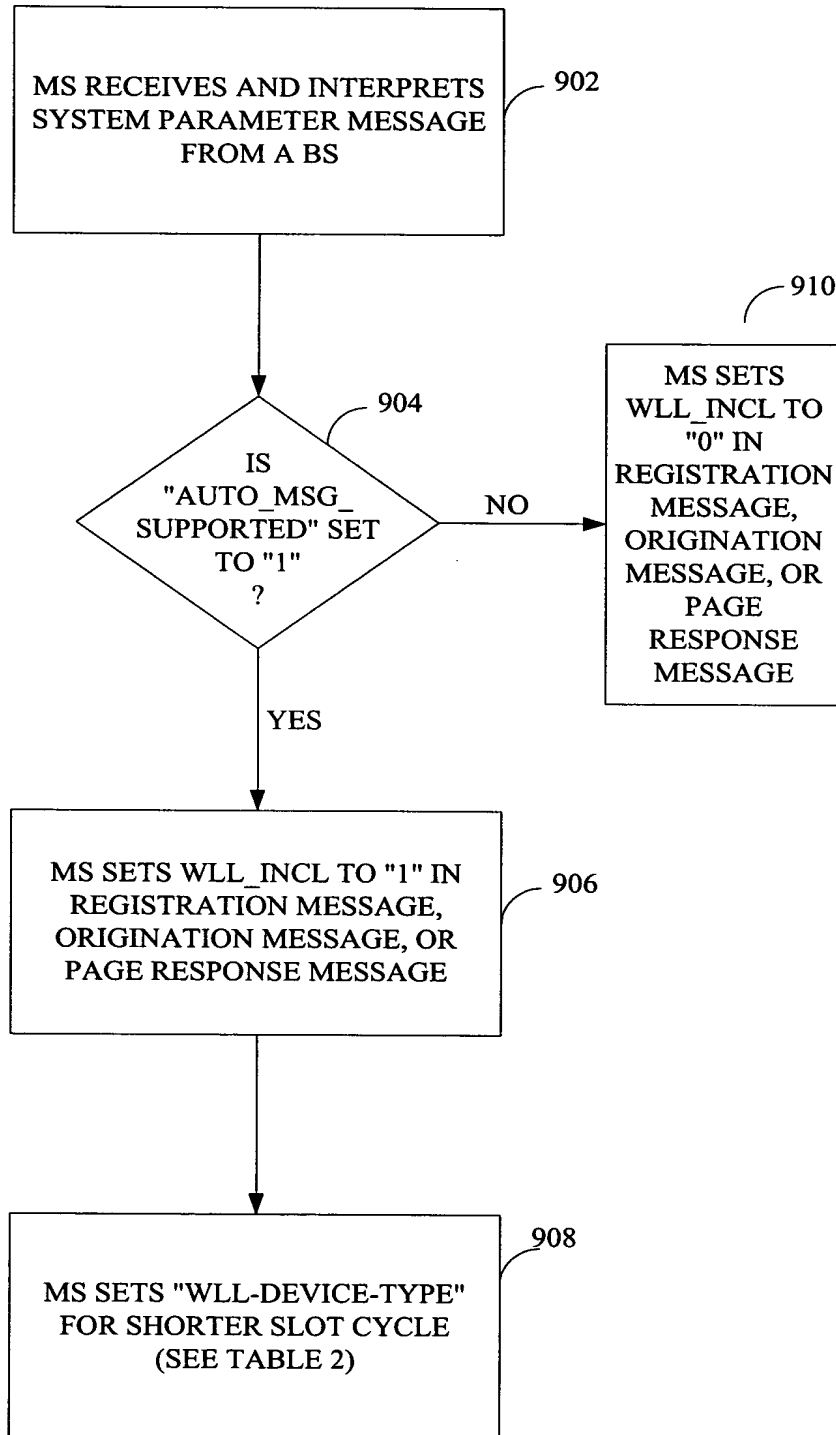 MS RECEIVES AND INTERPRETS
SYSTEM PARAMETER MESSAGE
FROM A BS
902
904
IS
"AUTO_MSG_
SUPPORTED" SET
TO "1"
?
NO
910
MS SETS
WLL_INCL TO
"0" IN
REGISTRATION
MESSAGE,
ORIGINATION
MESSAGE, OR
PAGE
RESPONSE
MESSAGE
YES
MS SETS WLL_INCL TO "1" IN
REGISTRATION MESSAGE,
ORIGINATION MESSAGE, OR
PAGE RESPONSE MESSAGE
906
908
MS SETS "WLL-DEVICE-TYPE"
FOR SHORTER SLOT CYCLE
(SEE TABLE 2)